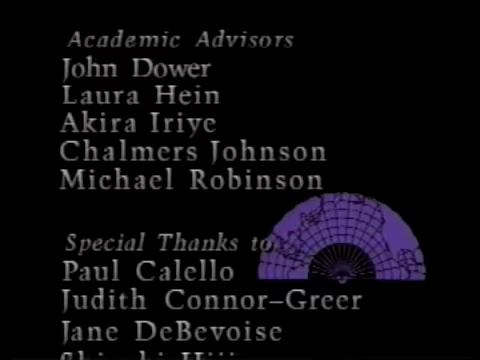 Academic Advisors
John Dower
Laura Hein
Akira Iriye
Chalmers Johnson
Michael Robinson
Special Thanks to
Paul Calello
Judith Connor-Greer
Jane DeBevoise